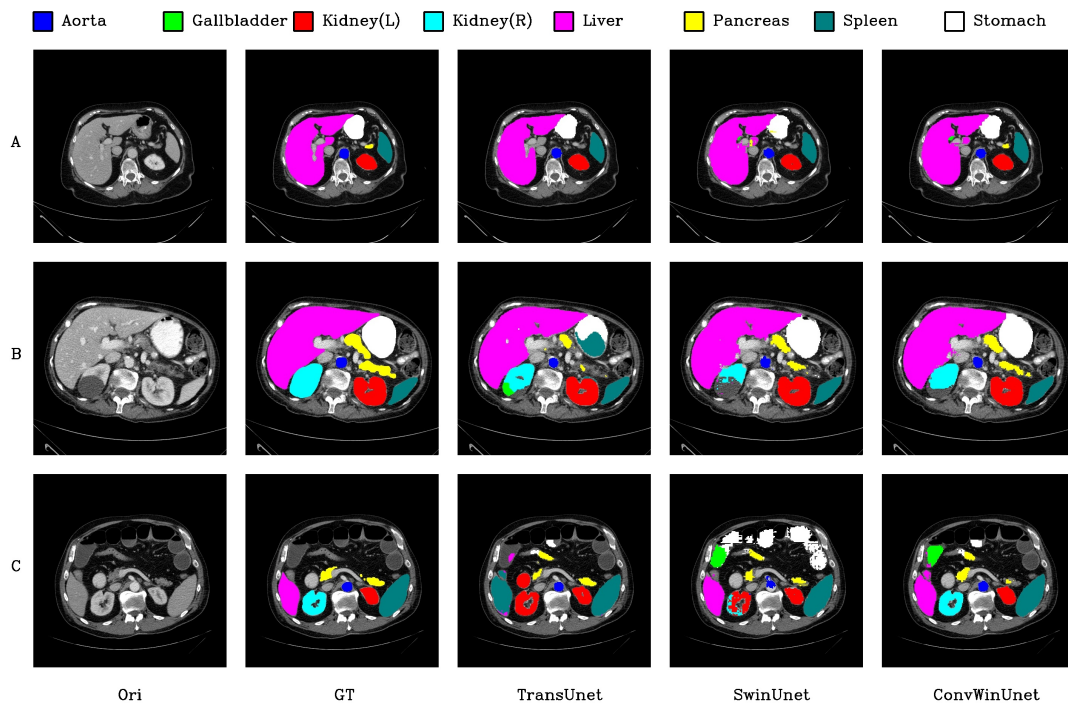 Aorta Gallbladder Kidney(L) Kidney(R) Liver Pancreas Spleen Stomach
A
B
C
Ori GT TransUnet SwinUnet ConvWinUnet